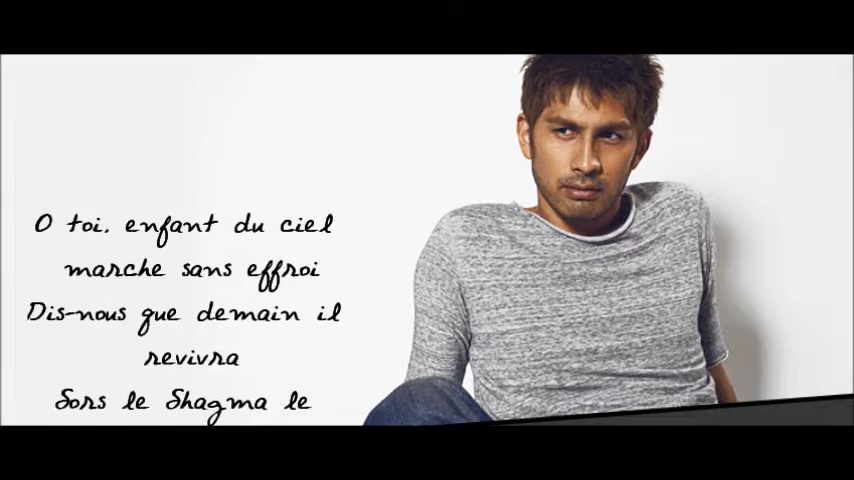 O toi, enfant du ciel
marche sans effroi
Dis-nous que demain il
revivra
Sors le Shagma le